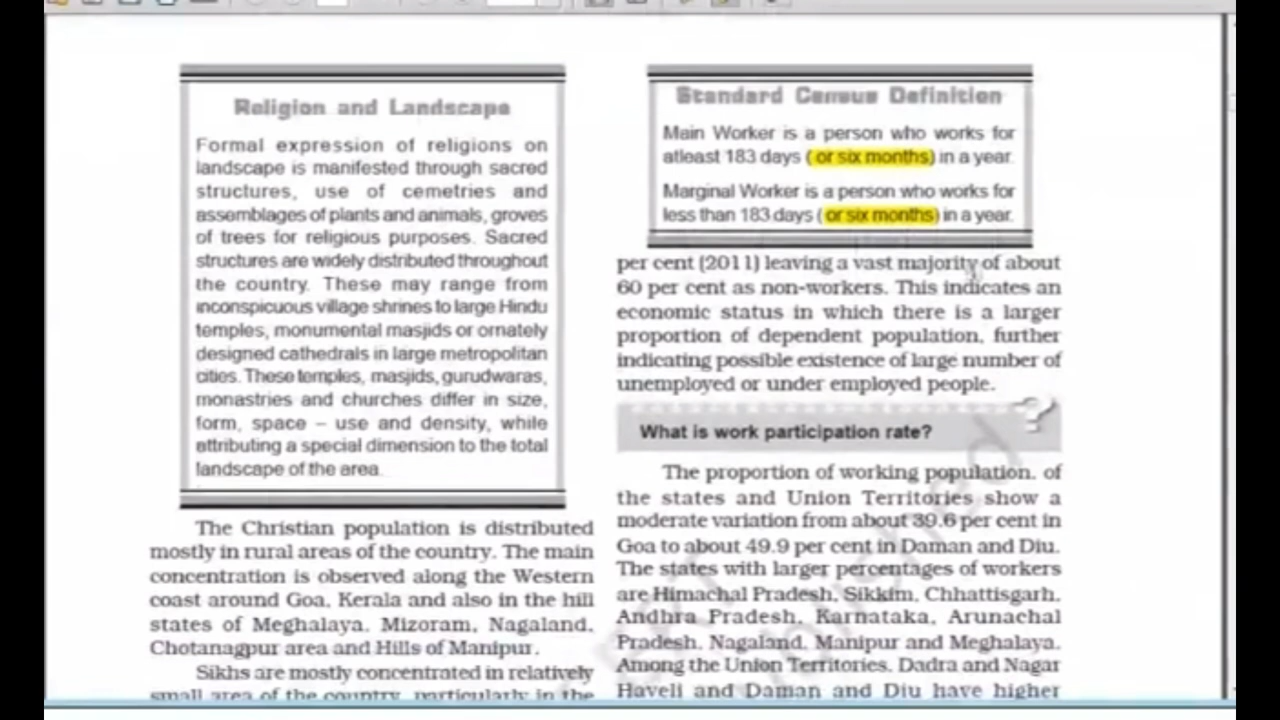 Religion and Landscape
Formal expression of religions on
landscape is manifested through sacred
structures, use of cemetries and
assemblages of plants and animals, groves
of trees for religious purposes. Sacred
structures are widely distributed throughout
the country. These may range from
inconspicuous village shrines to large Hindu
temples, monumental masjids or ornately
designed cathedrals in large metropolitan
cities. These temples, masjids, gurudwaras,
monastries and churches differ in size,
form, space – use and density, while
attributing a special dimension to the total
landscape of the area.
The Christian population is distributed
mostly in rural areas of the country. The main
concentration is observed along the Western
coast around Goa, Kerala and also in the hill
states of Meghalaya, Mizoram, Nagaland,
Chotanagpur area and Hills of Manipur.
Sikhs are mostly concentrated in relatively
small area of the country, particularly in the
Standard Census Definition
Main Worker is a person who works for
atleast 183 days ( or six months) in a year.
Marginal Worker is a person who works for
less than 183 days ( or six months) in a year.
per cent (2011) leaving a vast majority of about
60 per cent as non-workers. This indicates an
economic status in which there is a larger
proportion of dependent population, further
indicating possible existence of large number of
unemployed or under employed people.
?
What is work participation rate?
The proportion of working population, of
the states and Union Territories show a
moderate variation from about 39.6 per cent in
Goa to about 49.9 per cent in Daman and Diu.
The states with larger percentages of workers
are Himachal Pradesh, Sikkim, Chhattisgarh,
Andhra Pradesh, Karnataka, Arunachal
Pradesh, Nagaland, Manipur and Meghalaya.
Among the Union Territories, Dadra and Nagar
Haveli and Daman and Diu have higher